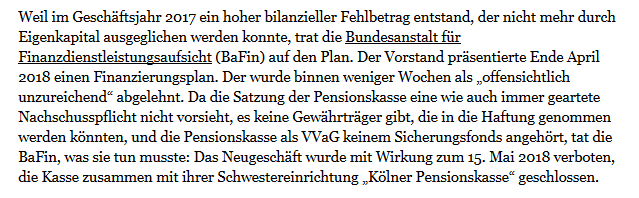 Weil im Geschäftsjahr 2017 ein hoher bilanzieller Fehlbetrag entstand, der nicht mehr durch
Eigenkapital ausgeglichen werden konnte, trat die Bundesanstalt für
Finanzdienstleistungsaufsicht (BaFin) auf den Plan. Der Vorstand präsentierte Ende April
2018 einen Finanzierungsplan. Der wurde binnen weniger Wochen als „offensichtlich
unzureichend“ abgelehnt. Da die Satzung der Pensionskasse eine wie auch immer geartete
Nachschusspflicht nicht vorsieht, es keine Gewährträger gibt, die in die Haftung genommen
werden könnten, und die Pensionskasse als VVaG keinem Sicherungsfonds angehört, tat die
BaFin, was sie tun musste: Das Neugeschäft wurde mit Wirkung zum 15. Mai 2018 verboten,
die Kasse zusammen mit ihrer Schwestereinrichtung „Kölner Pensionskasse“ geschlossen.